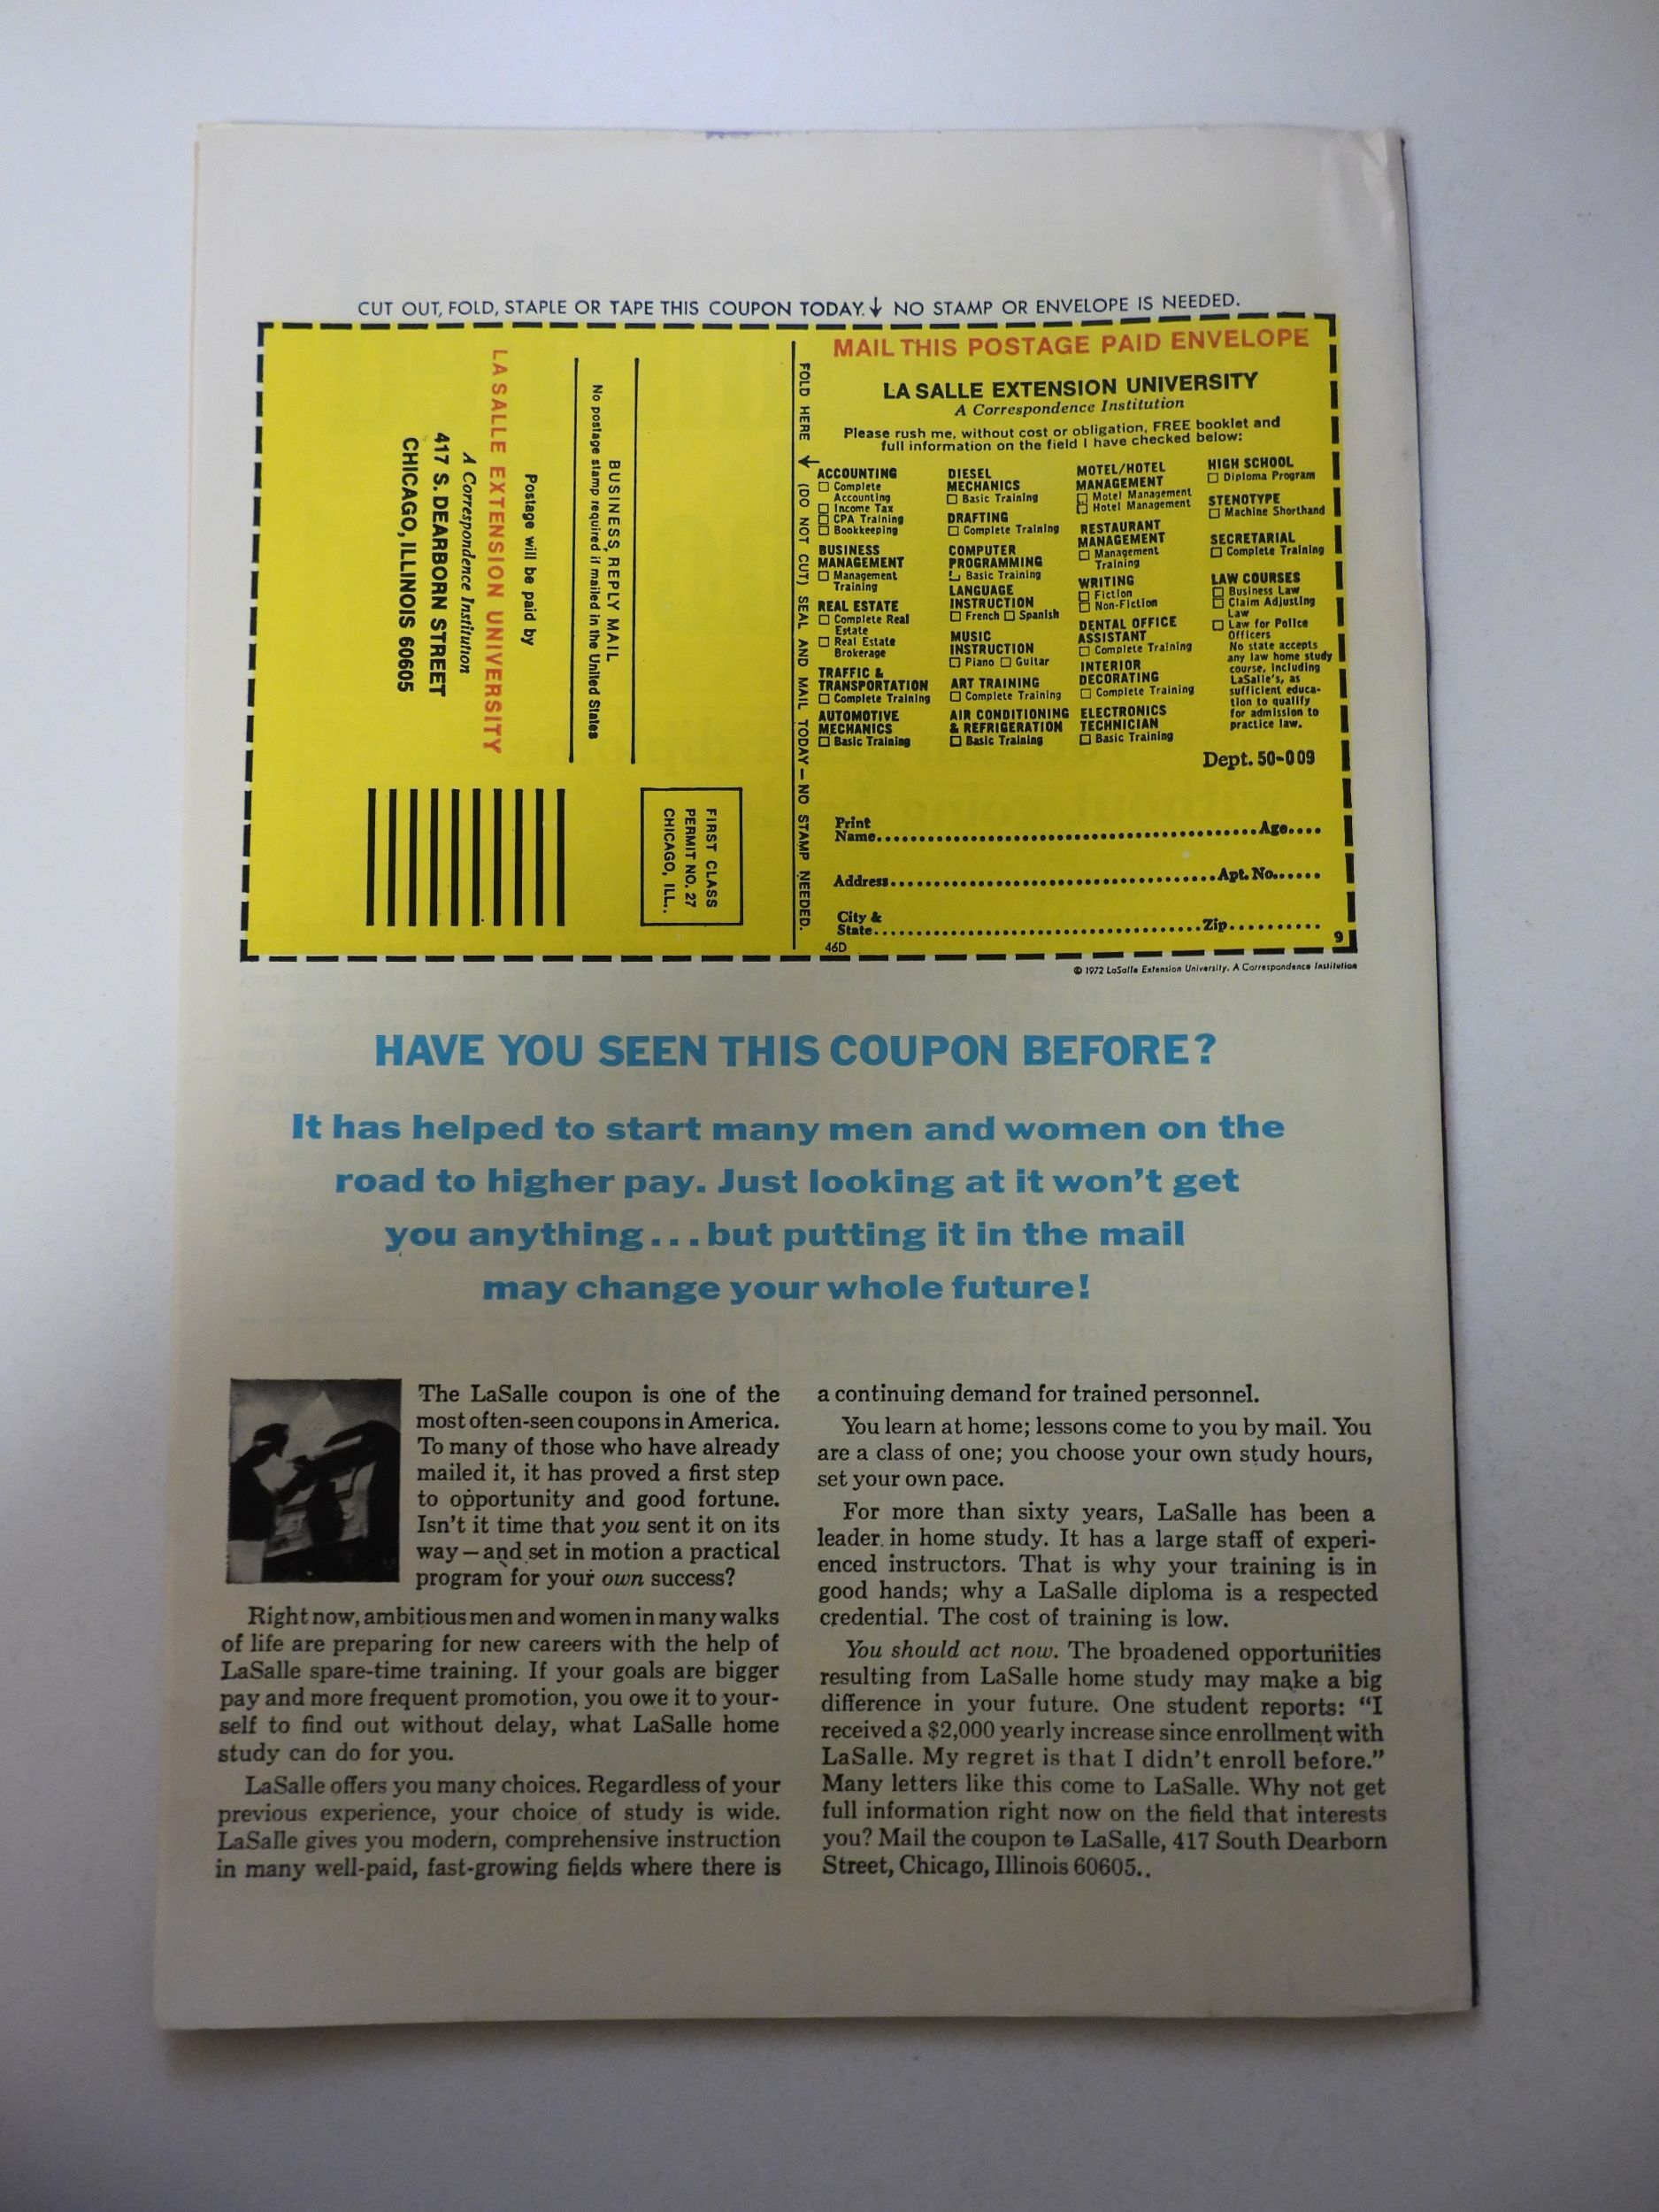 CUT OUT, FOLD, STAPLE OR TAPE THIS COUPON TODAY.↓ NO STAMP OR ENVELOPE IS NEEDED.
LA SALLE EXTENSION UNIVERSITY
A Correspondence Institution
417 S. DEARBORN STREET
CHICAGO, ILLINOIS 60605
Postage will be paid by
BUSINESS REPLY MAIL
No postage stamp required if mailed in the United States
FIRST CLASS
PERMIT NO. 27
CHICAGO, ILL..
FOLD HERE ↓ (DO NOT CUT) SEAL AND MAIL TODAY — NO STAMP NEEDED.
MAIL THIS POSTAGE PAID ENVELOPE
LA SALLE EXTENSION UNIVERSITY
A Correspondence Institution
Please rush me, without cost or obligation, FREE booklet and
full information on the field I have checked below:
ACCOUNTING
□ Complete
Accounting
□ Income Tax
□ CPA Training
□ Bookkeeping
BUSINESS
MANAGEMENT
□ Management
Training
REAL ESTATE
□ Complete Real
Estate
□ Real Estate
Brokerage
TRAFFIC &
TRANSPORTATION
□ Complete Training
AUTOMOTIVE
MECHANICS
□ Basic Training
DIESEL
MECHANICS
□ Basic Training
DRAFTING
□ Complete Training
COMPUTER
PROGRAMMING
□ Basic Training
LANGUAGE
INSTRUCTION
□ French □ Spanish
MUSIC
INSTRUCTION
□ Piano □ Guitar
ART TRAINING
□ Complete Training
AIR CONDITIONING
& REFRIGERATION
□ Basic Training
MOTEL/HOTEL
MANAGEMENT
□ Motel Management
□ Hotel Management
RESTAURANT
MANAGEMENT
□ Management
Training
WRITING
□ Fiction
□ Non-Fiction
DENTAL OFFICE
ASSISTANT
□ Complete Training
INTERIOR
DECORATING
□ Complete Training
ELECTRONICS
TECHNICIAN
□ Basic Training
HIGH SCHOOL
□ Diploma Program
STENOTYPE
□ Machine Shorthand
SECRETARIAL
□ Complete Training
LAW COURSES
□ Business Law
□ Claim Adjusting
Law
□ Law for Police
Officers
No state accepts
any law home study
course, including
LaSalle's, as
sufficient educa-
tion to qualify
for admission to
practice law.
Dept. 50-009
Print
Name.....Age....
Address.....Apt. No......
City &
State.....Zip..........
46D
9
© 1972 LaSalle Extension University. A Correspondence Institution
HAVE YOU SEEN THIS COUPON BEFORE?
It has helped to start many men and women on the
road to higher pay. Just looking at it won't get
you anything...but putting it in the mail
may change your whole future!
The LaSalle coupon is one of the
most often-seen coupons in America.
To many of those who have already
mailed it, it has proved a first step
to opportunity and good fortune.
Isn't it time that you sent it on its
way — and set in motion a practical
program for your own success?
Right now, ambitious men and women in many walks
of life are preparing for new careers with the help of
LaSalle spare-time training. If your goals are bigger
pay and more frequent promotion, you owe it to your-
self to find out without delay, what LaSalle home
study can do for you.
LaSalle offers you many choices. Regardless of your
previous experience, your choice of study is wide.
LaSalle gives you modern, comprehensive instruction
in many well-paid, fast-growing fields where there is
a continuing demand for trained personnel.
You learn at home; lessons come to you by mail. You
are a class of one; you choose your own study hours,
set your own pace.
For more than sixty years, LaSalle has been a
leader in home study. It has a large staff of experi-
enced instructors. That is why your training is in
good hands; why a LaSalle diploma is a respected
credential. The cost of training is low.
You should act now. The broadened opportunities
resulting from LaSalle home study may make a big
difference in your future. One student reports: "I
received a $2,000 yearly increase since enrollment with
LaSalle. My regret is that I didn't enroll before."
Many letters like this come to LaSalle. Why not get
full information right now on the field that interests
you? Mail the coupon to LaSalle, 417 South Dearborn
Street, Chicago, Illinois 60605..